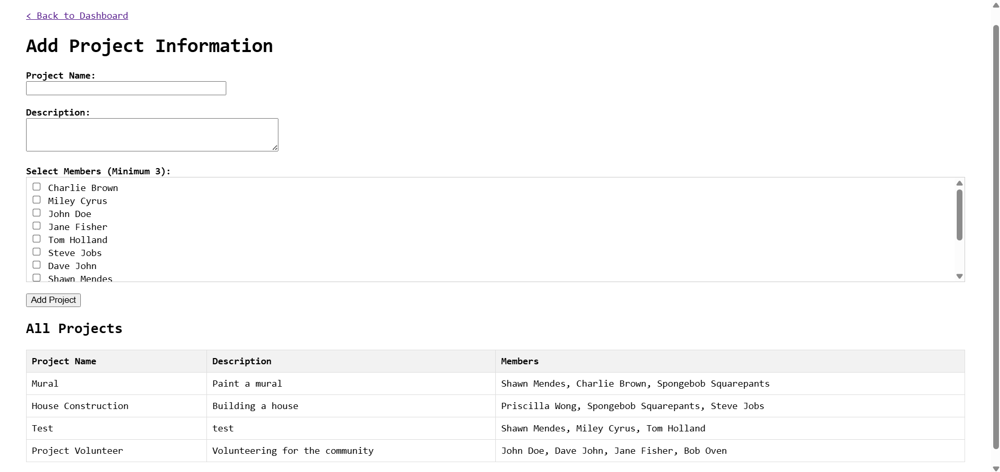 < Back to Dashboard
Add Project Information
Project Name:
Description:
Select Members (Minimum 3):
Charlie Brown
Miley Cyrus
John Doe
Jane Fisher
Tom Holland
Steve Jobs
Dave John
Shawn Mendes
Add Project
All Projects
Project Name Description Members
Mural Paint a mural Shawn Mendes, Charlie Brown, Spongebob Squarepants
House Construction Building a house Priscilla Wong, Spongebob Squarepants, Steve Jobs
Test test Shawn Mendes, Miley Cyrus, Tom Holland
Project Volunteer Volunteering for the community John Doe, Dave John, Jane Fisher, Bob Oven